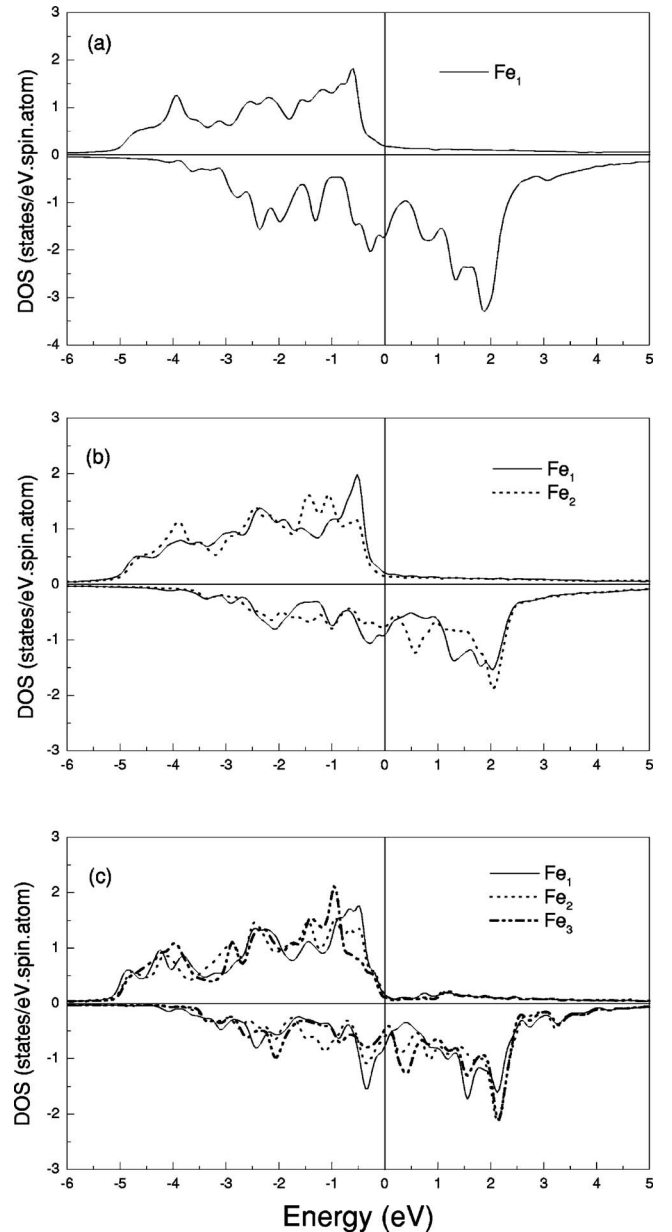 (a)
Fe₁
3
2
1
0
-1
-2
-3
-4
DOS (states/eV.spin.atom)
-6 -5 -4 -3 -2 -1 0 1 2 3 4 5
(b)
Fe₁
Fe₂
3
2
1
0
-1
-2
-3
DOS (states/eV.spin.atom)
-6 -5 -4 -3 -2 -1 0 1 2 3 4 5
(c)
Fe₁
Fe₂
Fe₃
3
2
1
0
-1
-2
-3
DOS (states/eV.spin.atom)
-6 -5 -4 -3 -2 -1 0 1 2 3 4 5
Energy (eV)